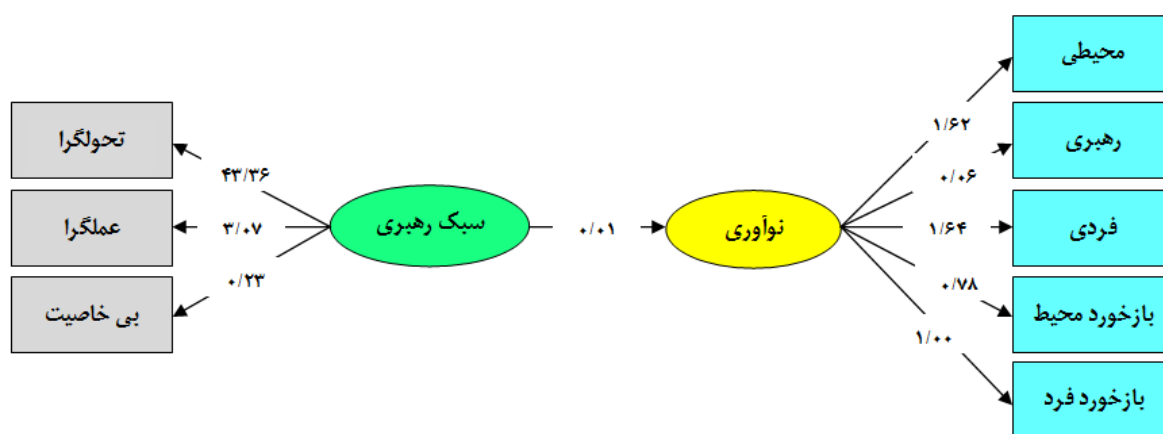 محیطی
رهبری
فردی
بازخورد محیط
بازخورد فرد
۱/۶۲
۰/۰۶
۱/۶۴
۰/۷۸
۱/۰۰
نوآوری
۰/۰۱
سبک رهبری
۴۳/۳۶
۳/۰۷
۰/۲۳
تحولگرا
عملگرا
بی خاصیت